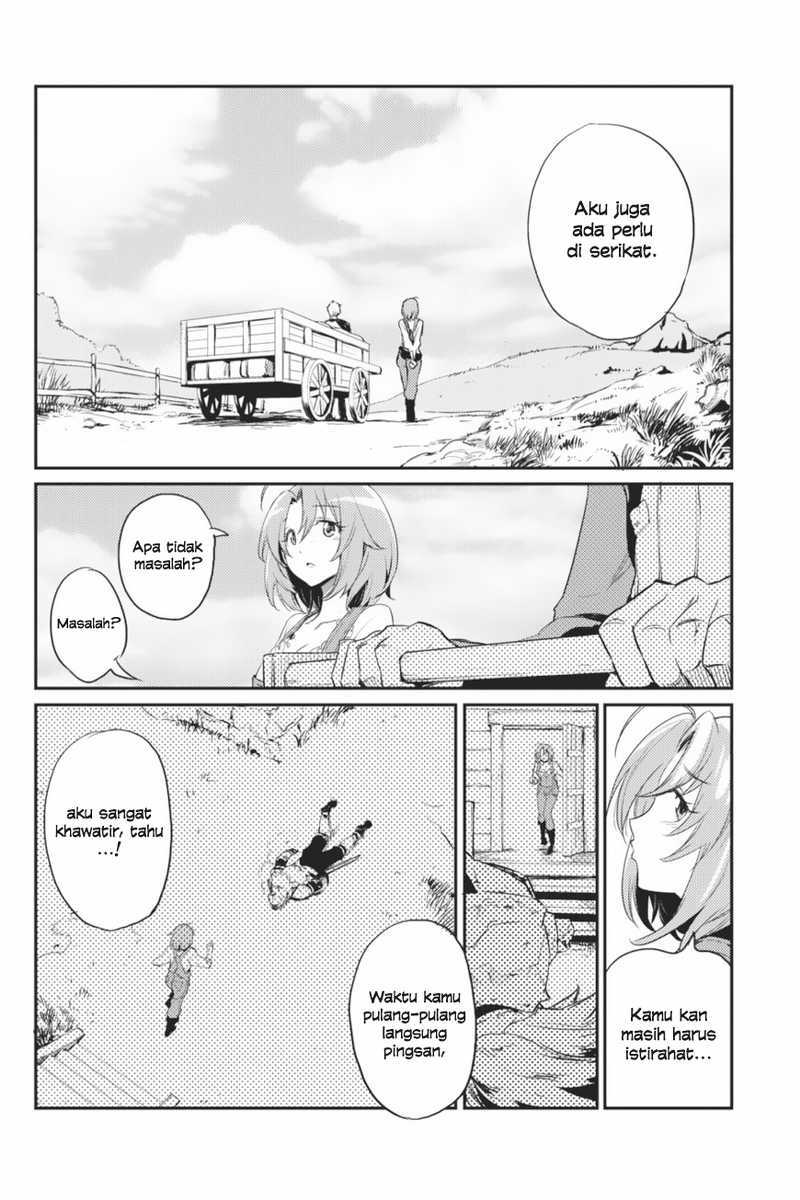 Aku juga
ada perlu
di serikat.
Apa tidak
masalah?
Masalah?
Kamu kan
masih harus
istirahat...
Waktu kamu
pulang-pulang
langsung
pingsan,
aku sangat
khawatir, tahu
...!